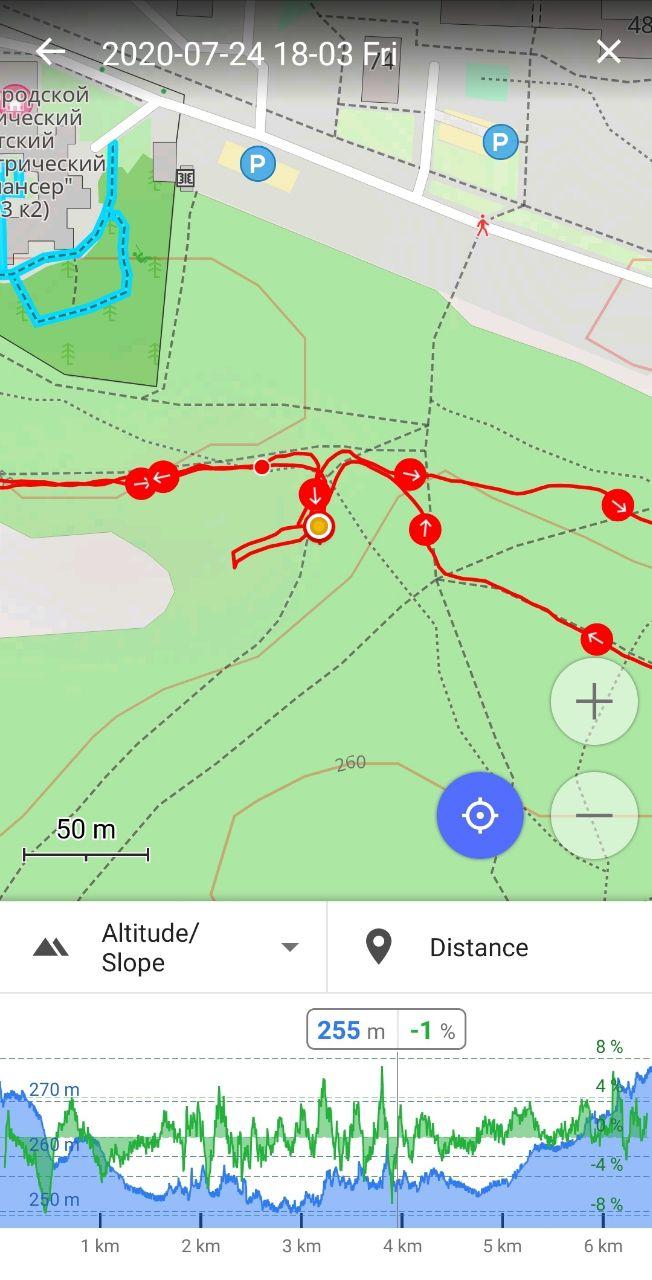 2020-07-24 18-03 Fri
48
74
родской
ический
тский
трический
ансер"
3 к2)
P
P
260
50 m
Altitude/
Slope
Distance
255 m -1 %
8 %
270 m
4 %
0 %
260 m
-4 %
250 m
-8 %
1 km
2 km
3 km
4 km
5 km
6 km